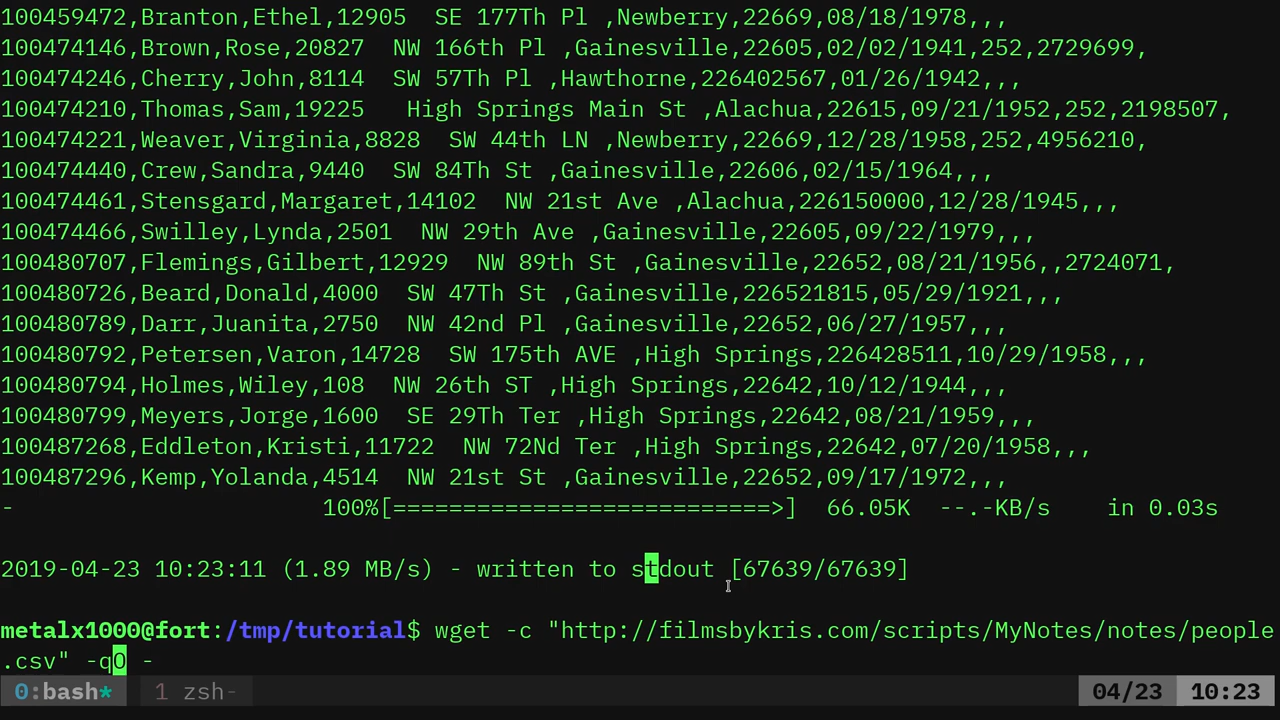 100459472,Branton,Ethel,12905  SE 177Th Pl ,Newberry,22669,08/18/1978,,,
100474146,Brown,Rose,20827  NW 166th Pl ,Gainesville,22605,02/02/1941,252,2729699,
100474246,Cherry,John,8114  SW 57Th Pl ,Hawthorne,226402567,01/26/1942,,,
100474210,Thomas,Sam,19225   High Springs Main St ,Alachua,22615,09/21/1952,252,2198507,
100474221,Weaver,Virginia,8828  SW 44th LN ,Newberry,22669,12/28/1958,252,4956210,
100474440,Crew,Sandra,9440  SW 84Th St ,Gainesville,22606,02/15/1964,,,
100474461,Stensgard,Margaret,14102  NW 21st Ave ,Alachua,226150000,12/28/1945,,,
100474466,Swilley,Lynda,2501  NW 29th Ave ,Gainesville,22605,09/22/1979,,,
100480707,Flemings,Gilbert,12929  NW 89th St ,Gainesville,22652,08/21/1956,,2724071,
100480726,Beard,Donald,4000  SW 47Th St ,Gainesville,226521815,05/29/1921,,,
100480789,Darr,Juanita,2750  NW 42nd Pl ,Gainesville,22652,06/27/1957,,,
100480792,Petersen,Varon,14728  SW 175th AVE ,High Springs,226428511,10/29/1958,,,
100480794,Holmes,Wiley,108  NW 26th ST ,High Springs,22642,10/12/1944,,,
100480799,Meyers,Jorge,1600  SE 29Th Ter ,High Springs,22642,08/21/1959,,,
100487268,Eddleton,Kristi,11722  NW 72Nd Ter ,High Springs,22642,07/20/1958,,,
100487296,Kemp,Yolanda,4514  NW 21st St ,Gainesville,22652,09/17/1972,,,
-                      100%[===========================>]  66.05K  --.-KB/s    in 0.03s
2019-04-23 10:23:11 (1.89 MB/s) - written to stdout [67639/67639]
metalx1000@fort:/tmp/tutorial$ wget -c "http://filmsbykris.com/scripts/MyNotes/notes/people
.csv" -qO -
0:bash* 1 zsh- 04/23 10:23